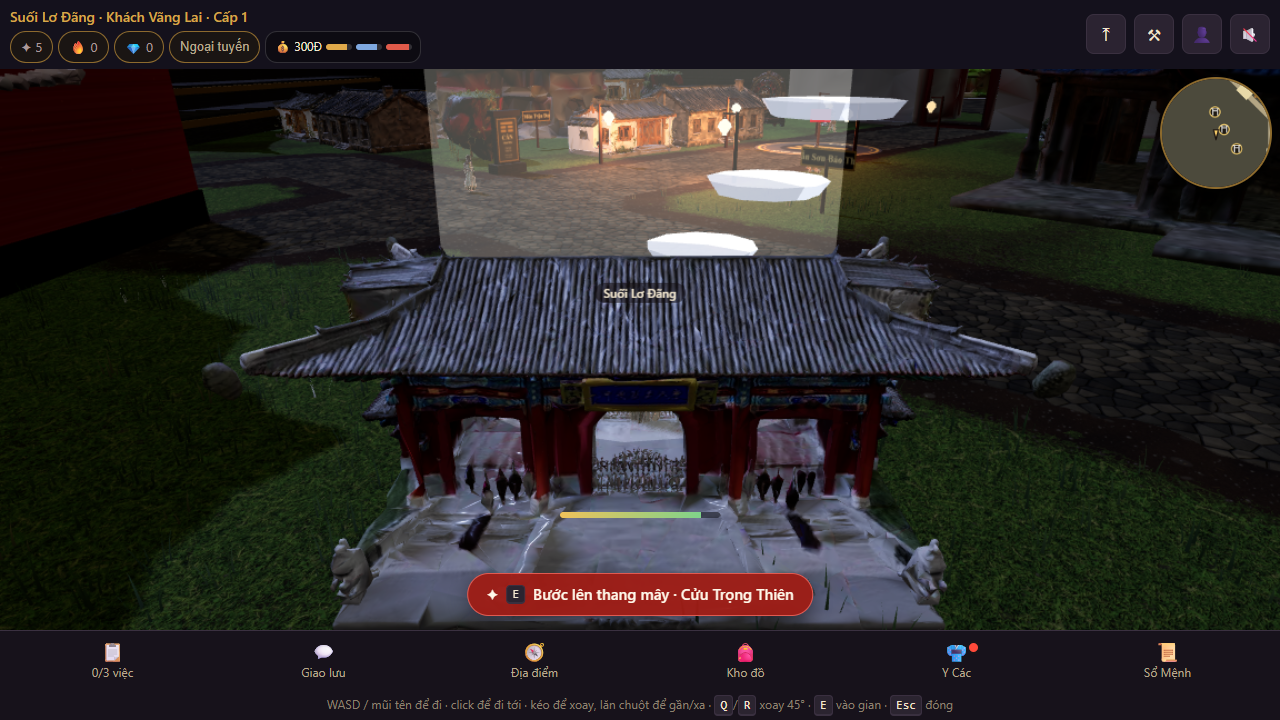 Suối Lơ Đãng · Khách Vãng Lai · Cấp 1
✦ 5
0
0
Ngoại tuyến
300Đ
Suối Lơ Đãng
✦ E Bước lên thang mây · Cửu Trọng Thiên
0/3 việc
Giao lưu
Địa điểm
Kho đồ
Y Các
Sổ Mệnh
WASD / mũi tên để đi · click để đi tới · kéo để xoay, lăn chuột để gần/xa · Q / R xoay 45° · E vào gian · Esc đóng